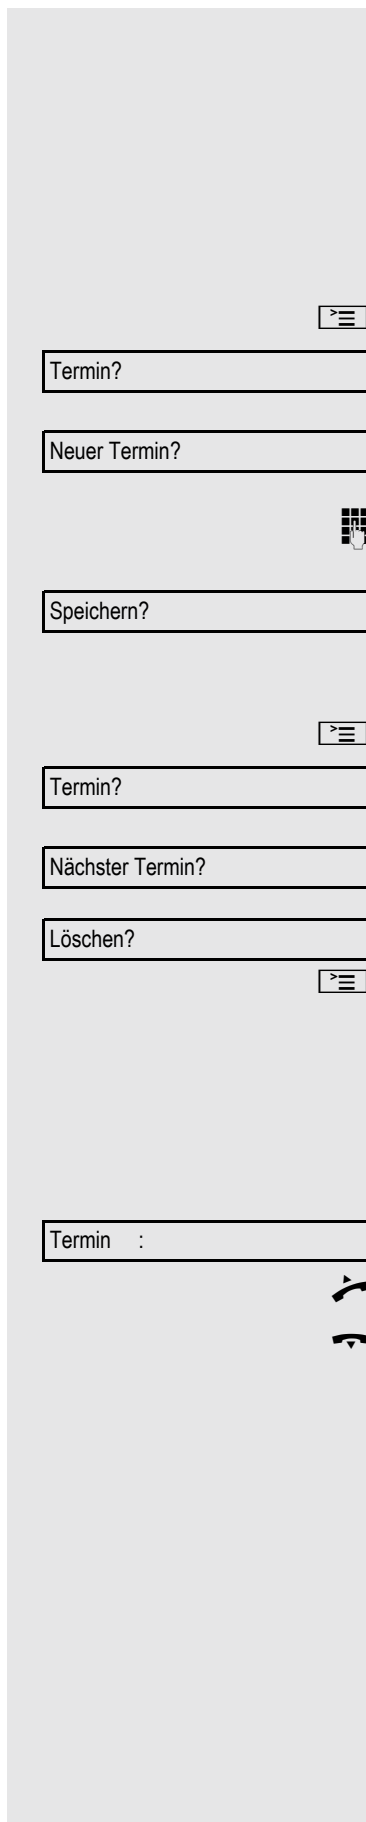 Termin?
Neuer Termin?
Speichern?
Termin?
Nächster Termin?
Löschen?
Termin :